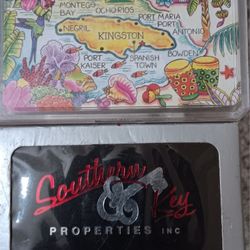 MONTEGO
BAY
OCHO RIOS
PORT MARIA
PORT
ANTONIO
NEGRIL
KINGSTON
BOWDEN
PORT
KAISER
SPANISH
TOWN
Southern
Key
PROPERTIES INC